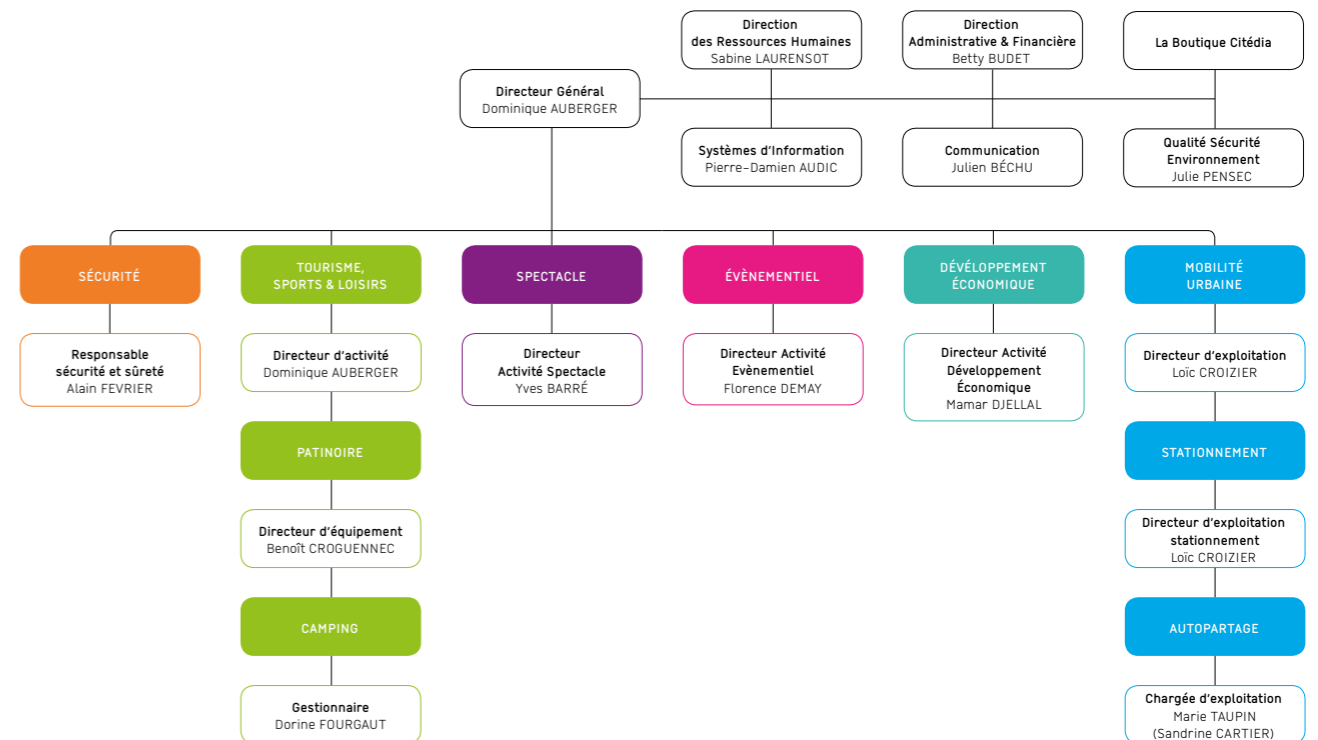 Direction
des Ressources Humaines
Sabine LAURENSOT
Direction
Administrative & Financière
Betty BUDET
La Boutique Citédia
Directeur Général
Dominique AUBERGER
Systèmes d'Information
Pierre-Damien AUDIC
Communication
Julien BÉCHU
Qualité Sécurité
Environnement
Julie PENSEC
SÉCURITÉ
TOURISME,
SPORTS & LOISIRS
SPECTACLE
ÉVÈNEMENTIEL
DÉVÉLOPPEMENT
ÉCONOMIQUE
MOBILITÉ
URBAINE
Responsable
sécurité et sûreté
Alain FEVRIER
Directeur d'activité
Dominique AUBERGER
Directeur
Activité Spectacle
Yves BARRÉ
Directeur Activité
Evènementiel
Florence DEMAY
Directeur Activité
Développement
Économique
Mamar DJELLAL
Directeur d'exploitation
Loïc CROIZIER
PATINOIRE
STATIONNEMENT
Directeur d'équipement
Benoît CROGUENNEC
Directeur d'exploitation
stationnement
Loïc CROIZIER
CAMPING
AUTOPARTAGE
Gestionnaire
Dorine FOURGAUT
Chargée d'exploitation
Marie TAUPIN
(Sandrine CARTIER)